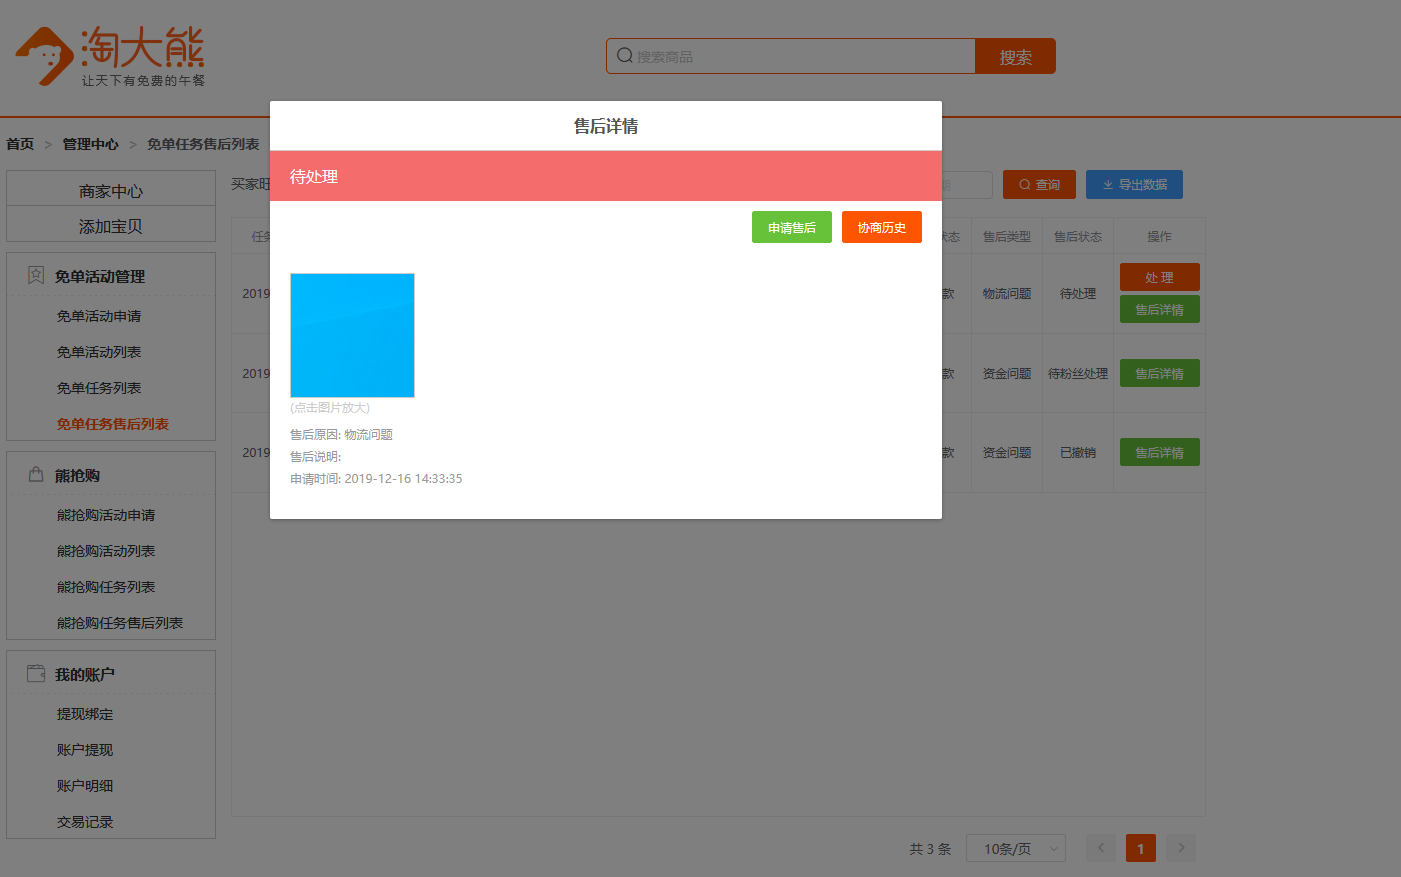 淘大熊
让天下有免费的午餐
搜索商品
搜索
首页 > 管理中心 > 免单任务售后列表
商家中心
添加宝贝
免单活动管理
免单活动申请
免单活动列表
免单任务列表
免单任务售后列表
熊抢购
熊抢购活动申请
熊抢购活动列表
熊抢购任务列表
熊抢购任务售后列表
我的账户
提现绑定
账户提现
账户明细
交易记录
售后详情
待处理
申请售后
协商历史
(点击图片放大)
售后原因: 物流问题
售后说明:
申请时间: 2019-12-16 14:33:35
买家旺
查询
导出数据
任务
状态 售后类型 售后状态 操作
2019
款 物流问题 待处理
处 理
售后详情
2019
款 资金问题 待粉丝处理 售后详情
2019
款 资金问题 已撤销 售后详情
共 3 条 10条/页 < 1 >